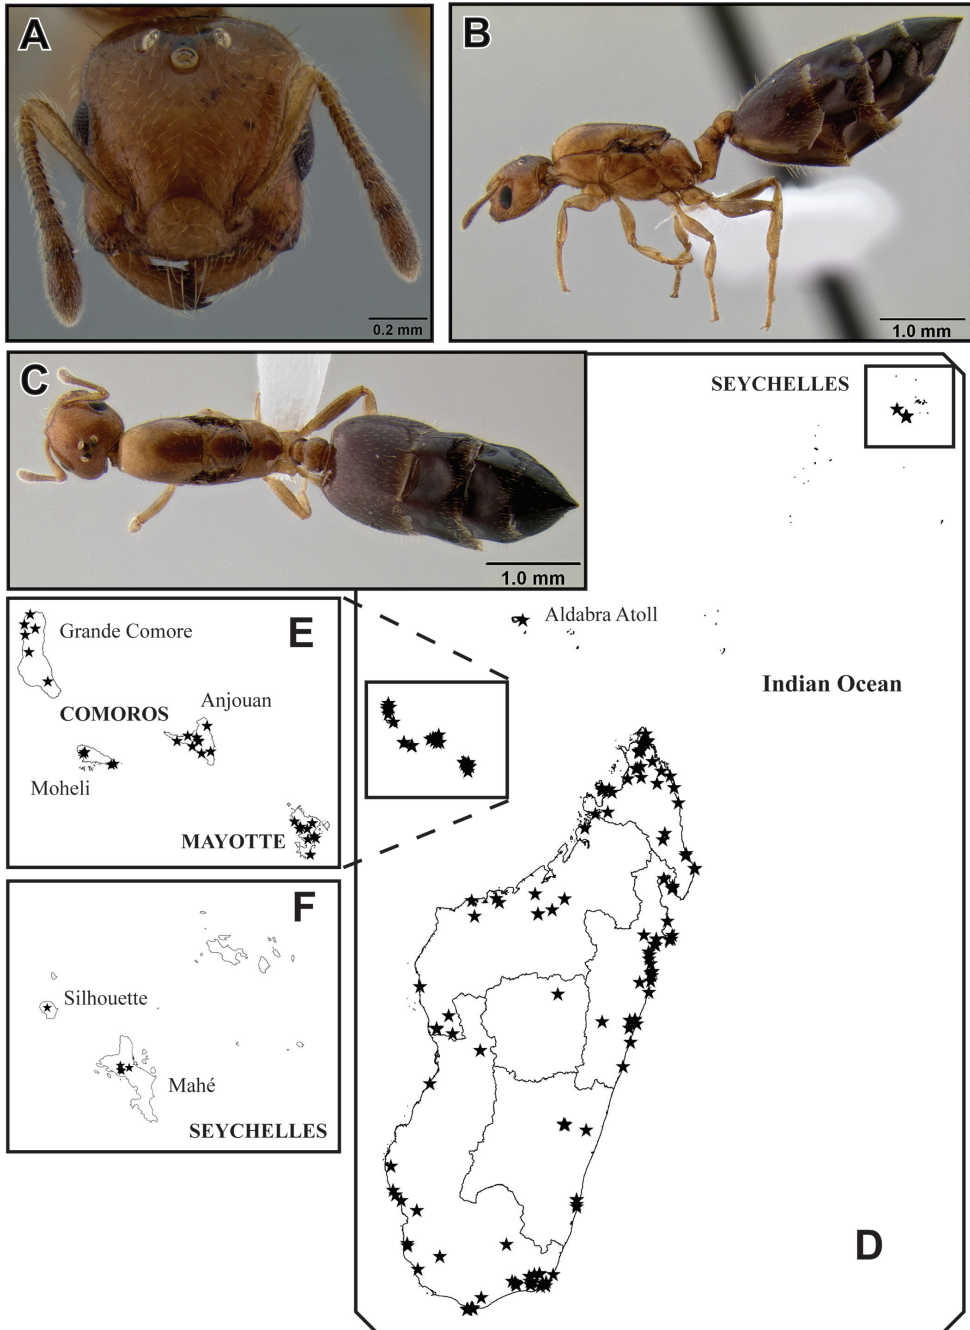 A
0.2 mm
B
1.0 mm
C
1.0 mm
SEYCHELLES
Aldabra Atoll
Indian Ocean
D
E
Grande Comore
COMOROS
Anjouan
Moheli
MAYOTTE
F
Silhouette
Mahé
SEYCHELLES